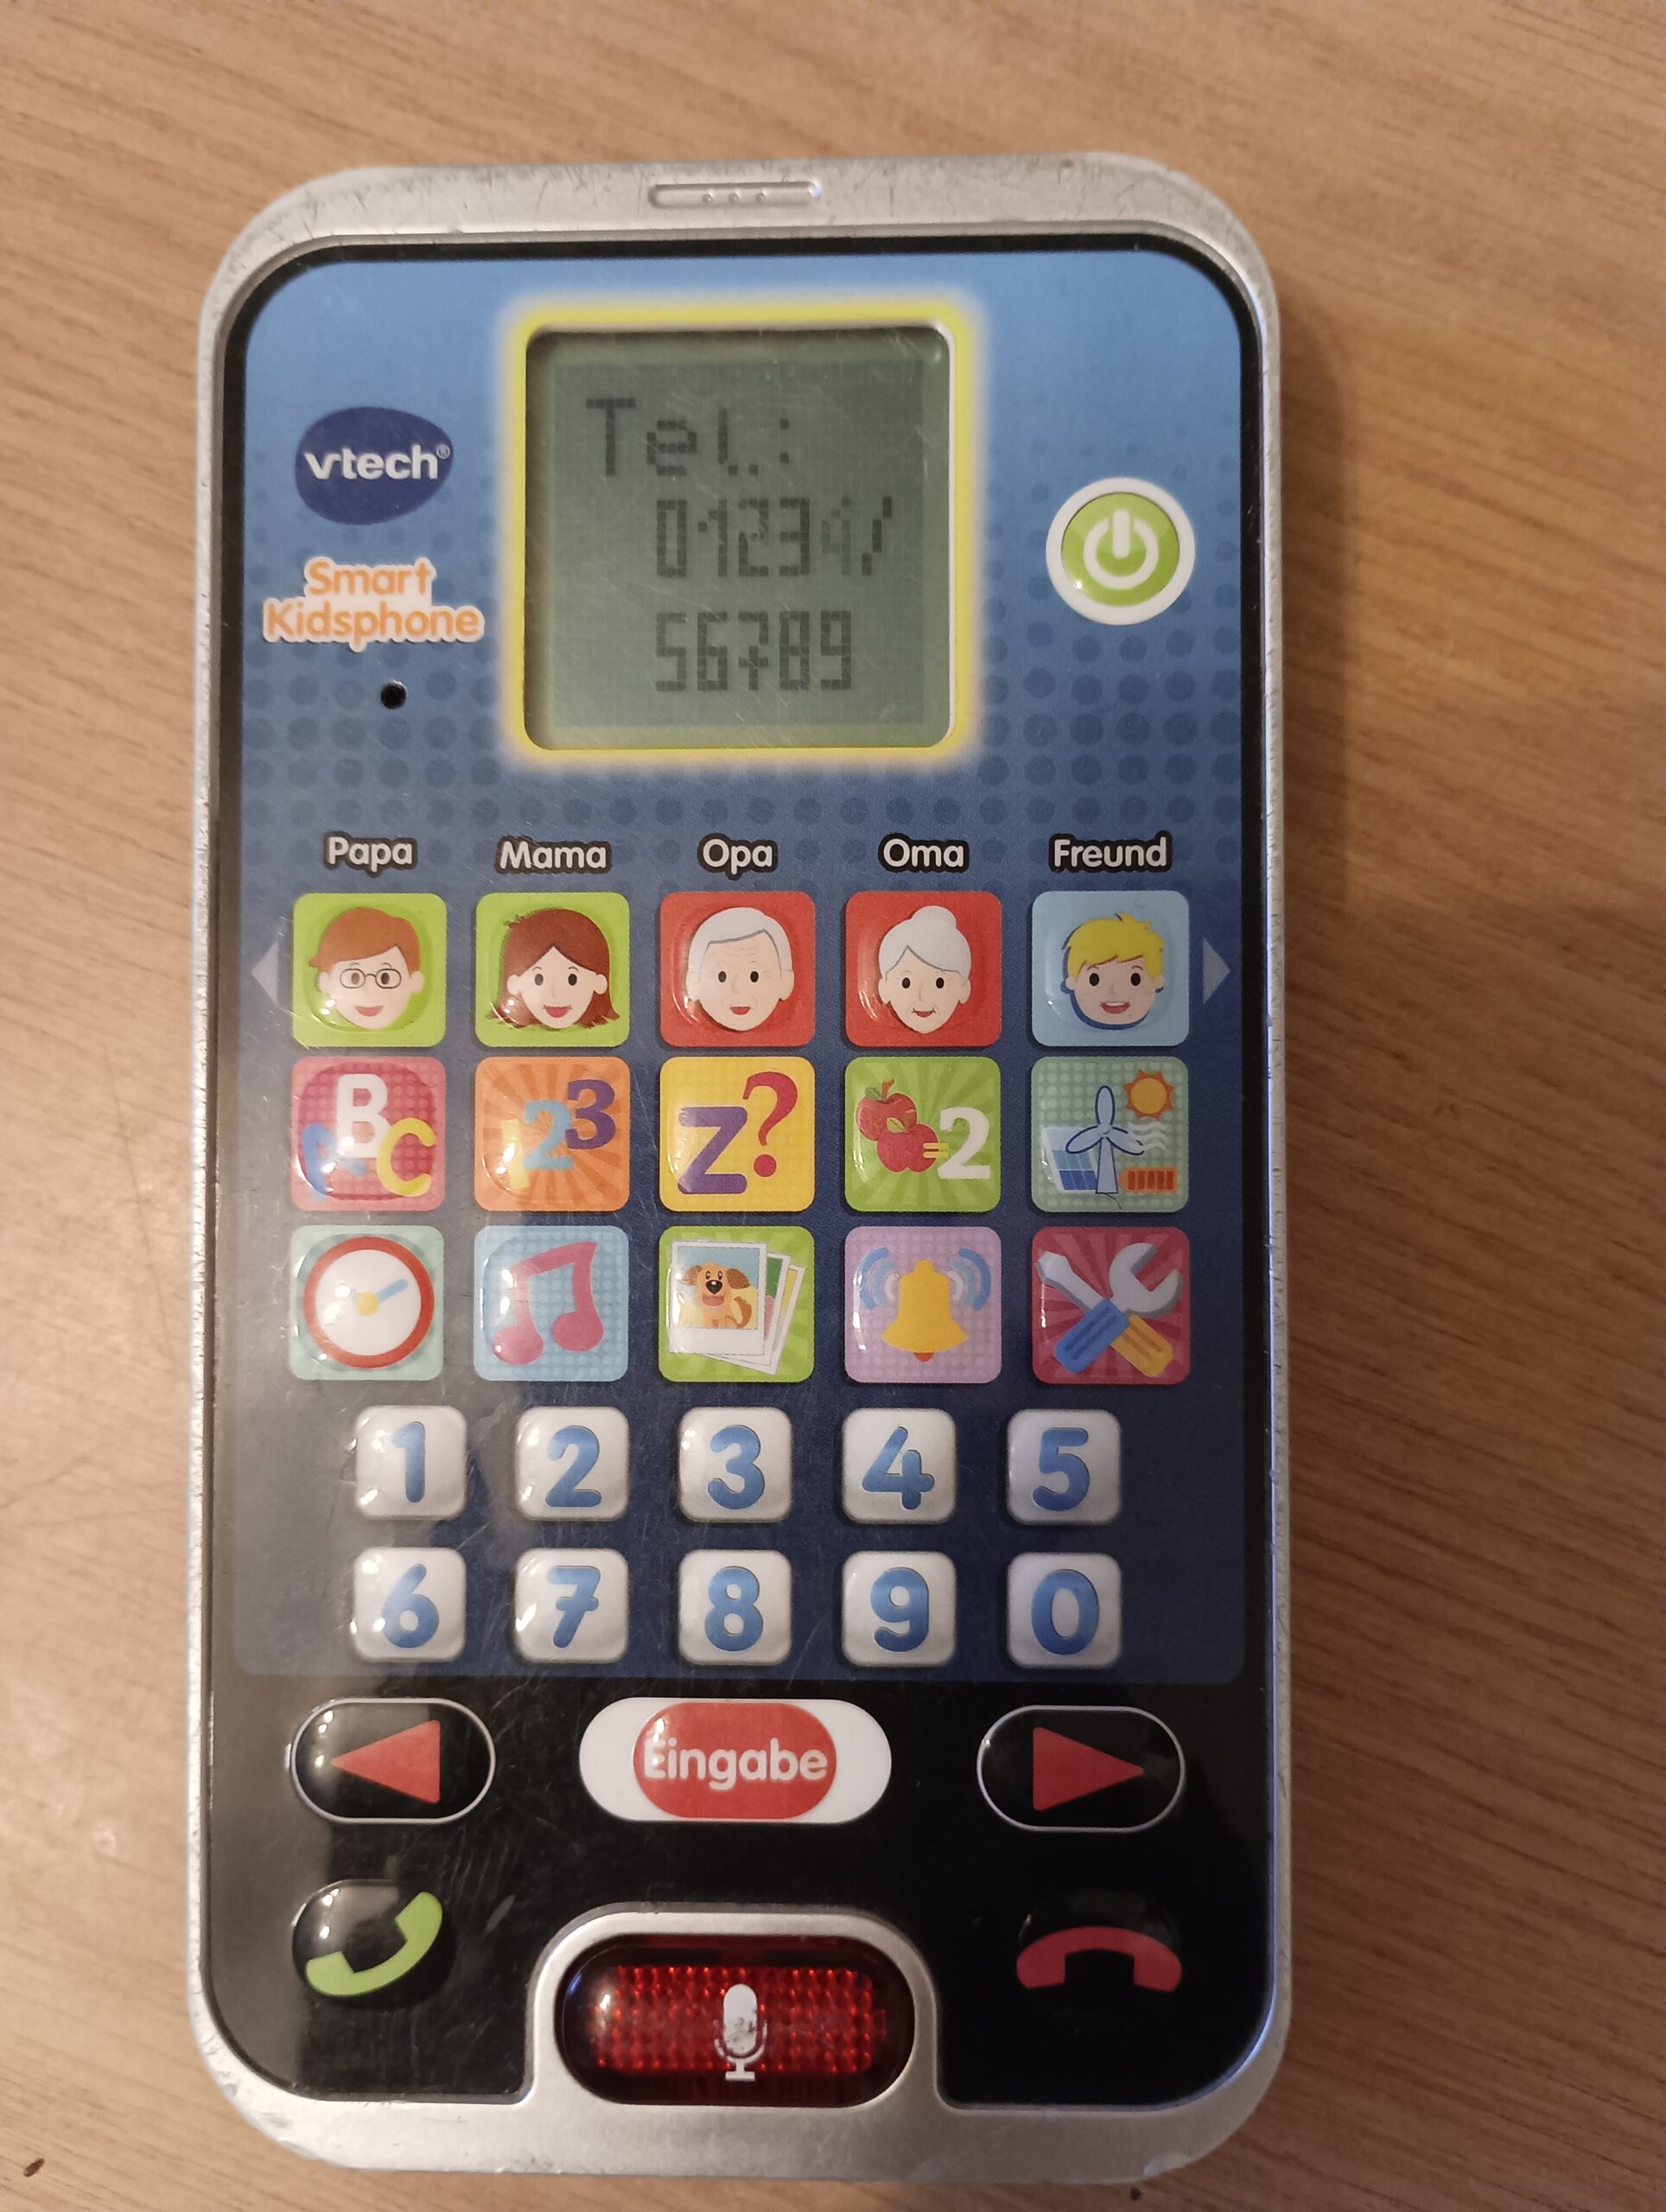 vtech®
Smart
Kidsphone
Tel.:
01234/
56789
Papa Mama Opa Oma Freund
ABC 123 Z? =2
1 2 3 4 5
6 7 8 9 0
Eingabe